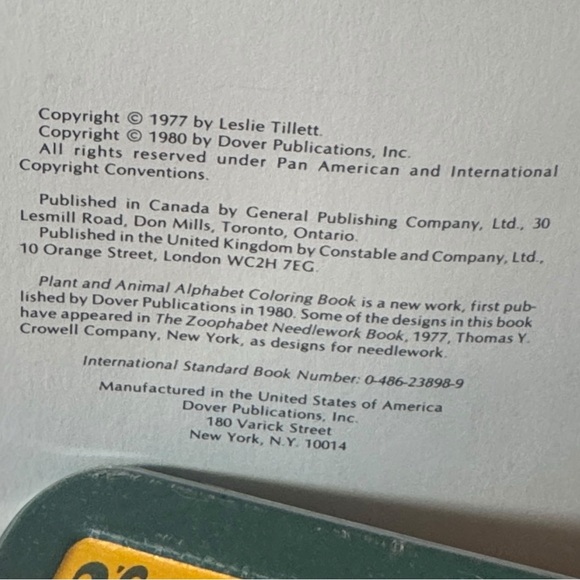 Copyright © 1977 by Leslie Tillett.
Copyright © 1980 by Dover Publications, Inc.
All rights reserved under Pan American and International
Copyright Conventions.
Published in Canada by General Publishing Company, Ltd., 30
Lesmill Road, Don Mills, Toronto, Ontario.
Published in the United Kingdom by Constable and Company, Ltd.,
10 Orange Street, London WC2H 7EG.
Plant and Animal Alphabet Coloring Book is a new work, first pub-
lished by Dover Publications in 1980. Some of the designs in this book
have appeared in The Zoophabet Needlework Book, 1977, Thomas Y.
Crowell Company, New York, as designs for needlework.
International Standard Book Number: 0-486-23898-9
Manufactured in the United States of America
Dover Publications, Inc.
180 Varick Street
New York, N.Y. 10014